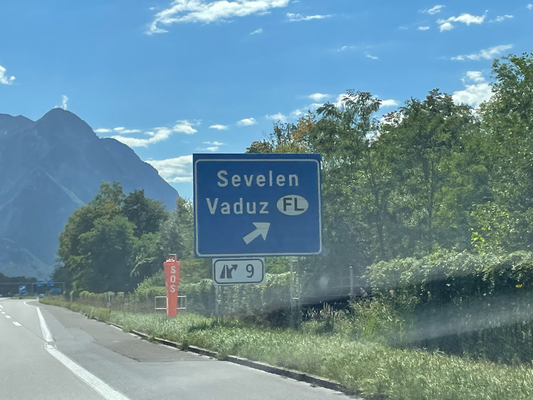 Sevelen
Vaduz FL
9
SOS